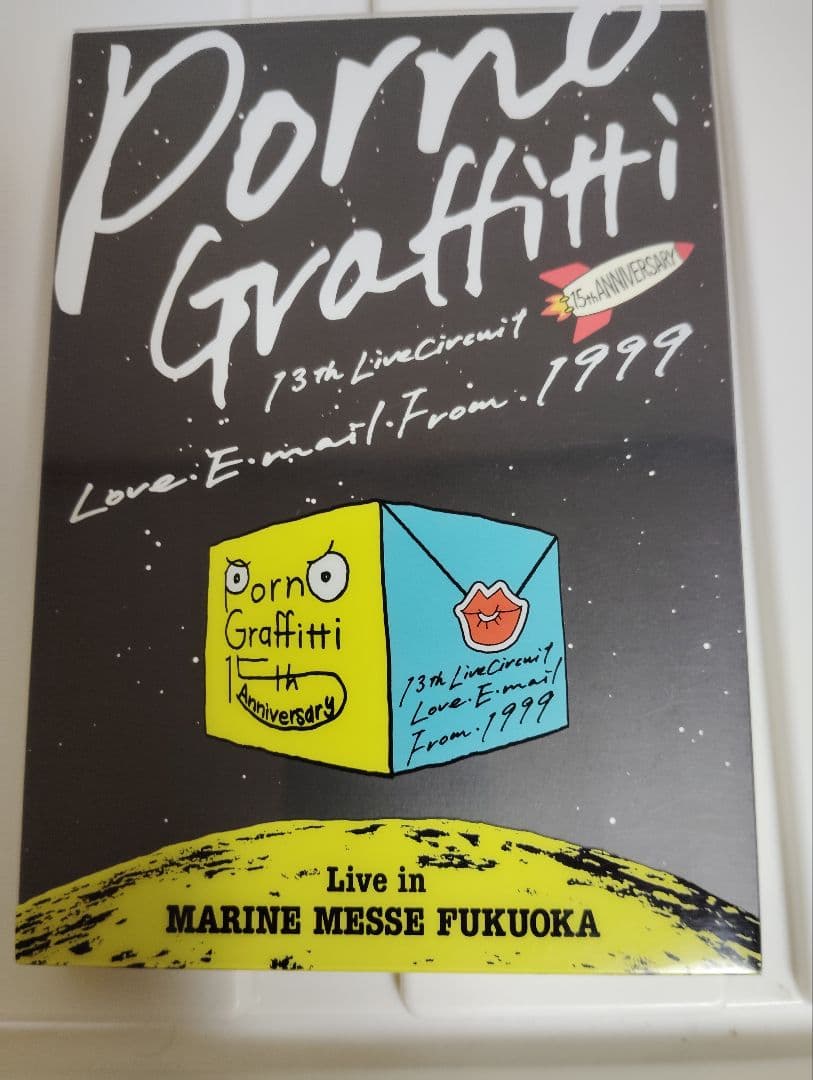 Porno
Graffitti
15th ANNIVERSARY
13th LiveCircuit
Love・E・mail・From・1999
PornO
Graffitti
15th
Anniversary
13th LiveCircuit
Love・E・mail
From・1999
Live in
MARINE MESSE FUKUOKA